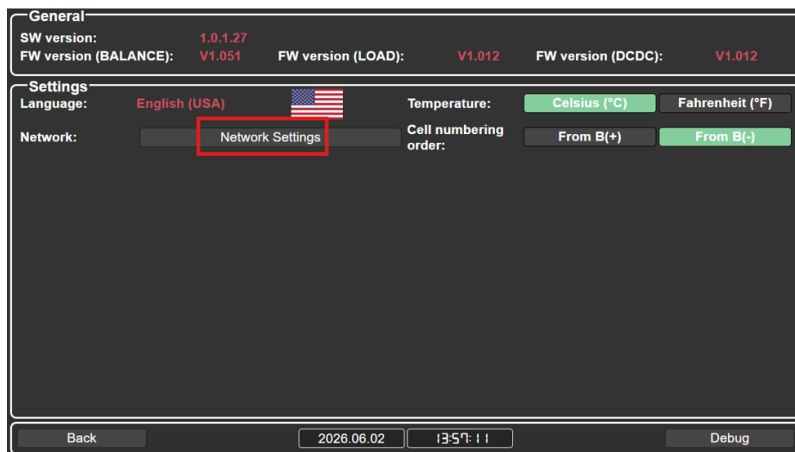 General
SW version: 1.0.1.27
FW version (BALANCE): V1.051 FW version (LOAD): V1.012 FW version (DCDC): V1.012
Settings
Language: English (USA) Temperature: Celsius (°C) Fahrenheit (°F)
Network: Network Settings Cell numbering order: From B(+) From B(-)
Back 2026.06.02 13:57:11 Debug